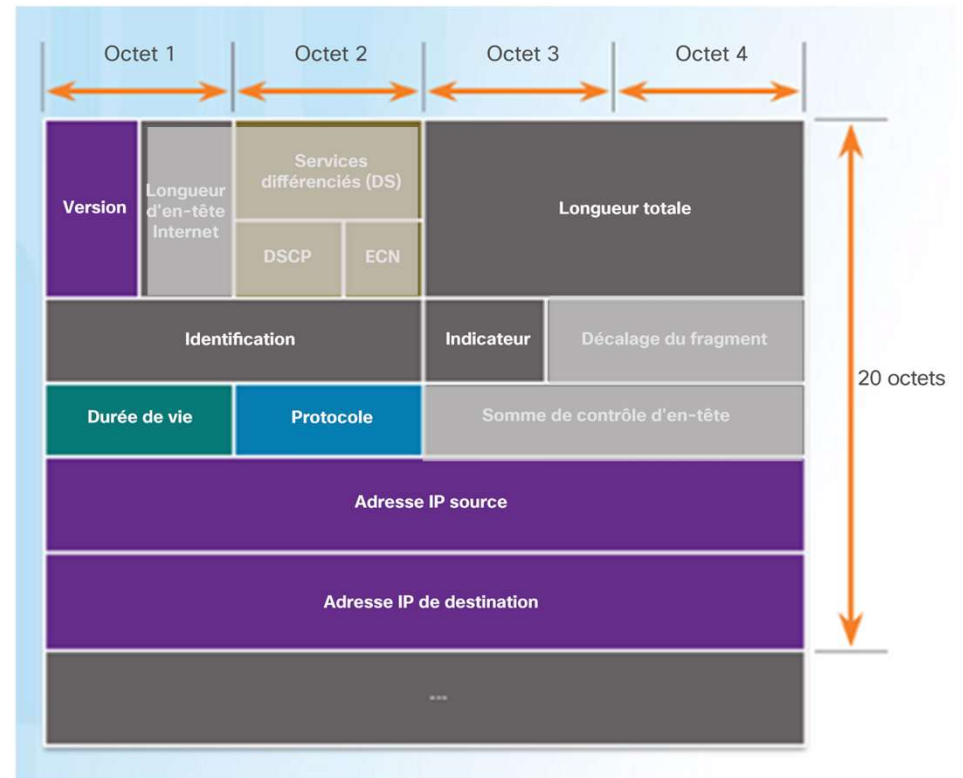 Octet 1 Octet 2 Octet 3 Octet 4
Version
Longueur
d'en-tête
Internet
Services
différenciés (DS)
DSCP ECN
Longueur totale
Identification Indicateur Décalage du fragment
20 octets
Durée de vie Protocole Somme de contrôle d'en-tête
Adresse IP source
Adresse IP de destination
...